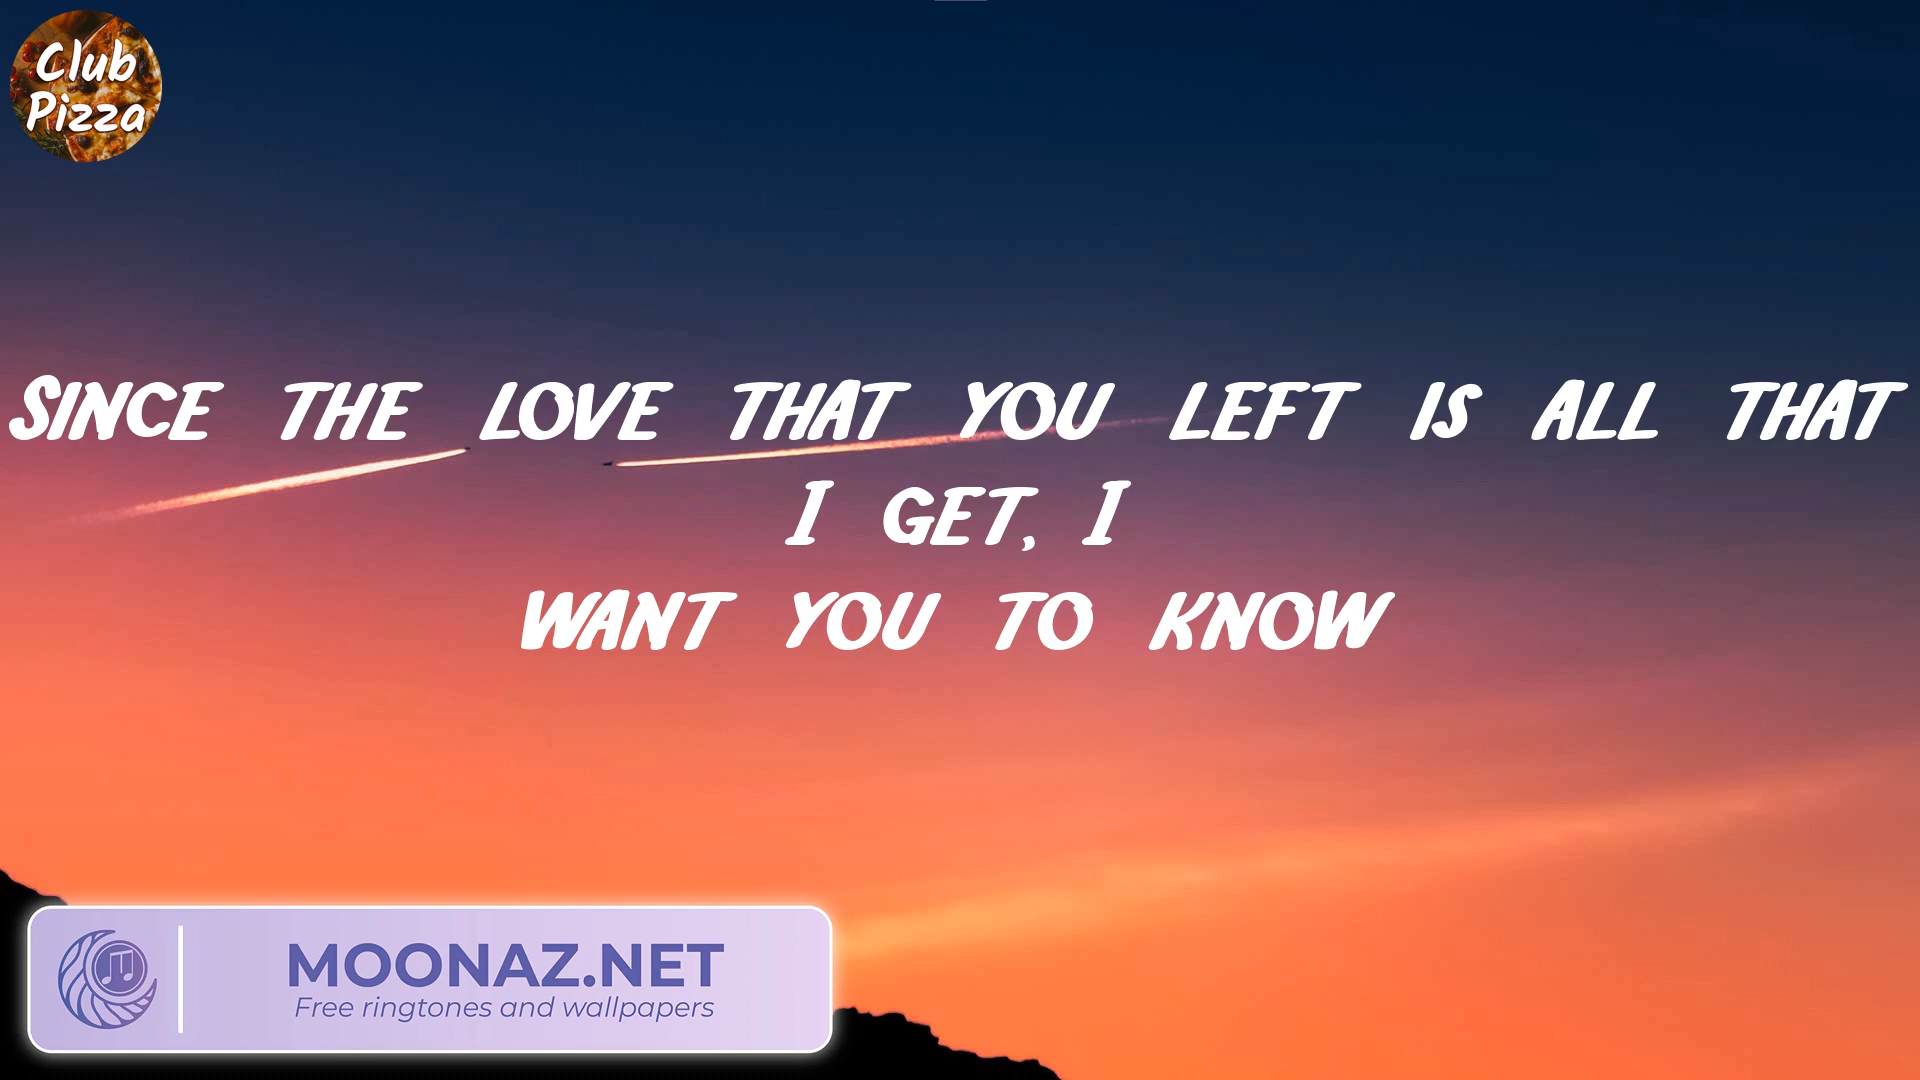 Club
Pizza
SINCE THE LOVE THAT YOU LEFT IS ALL THAT
I GET, I
WANT YOU TO KNOW
MOONAZ.NET
Free ringtones and wallpapers